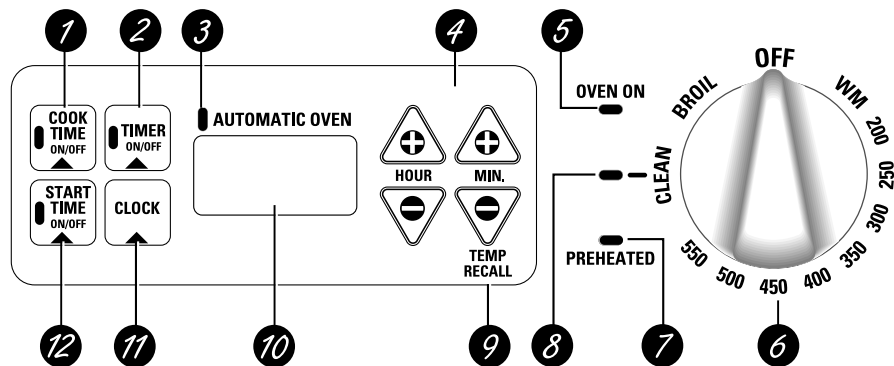 1
2
3
4
5
OFF
BROIL
WM
200
250
300
350
400
450
500
550
CLEAN
OVEN ON
COOK
TIME
ON/OFF
TIMER
ON/OFF
AUTOMATIC OVEN
HOUR
MIN.
START
TIME
ON/OFF
CLOCK
TEMP
RECALL
PREHEATED
12
11
10
9
8
7
6